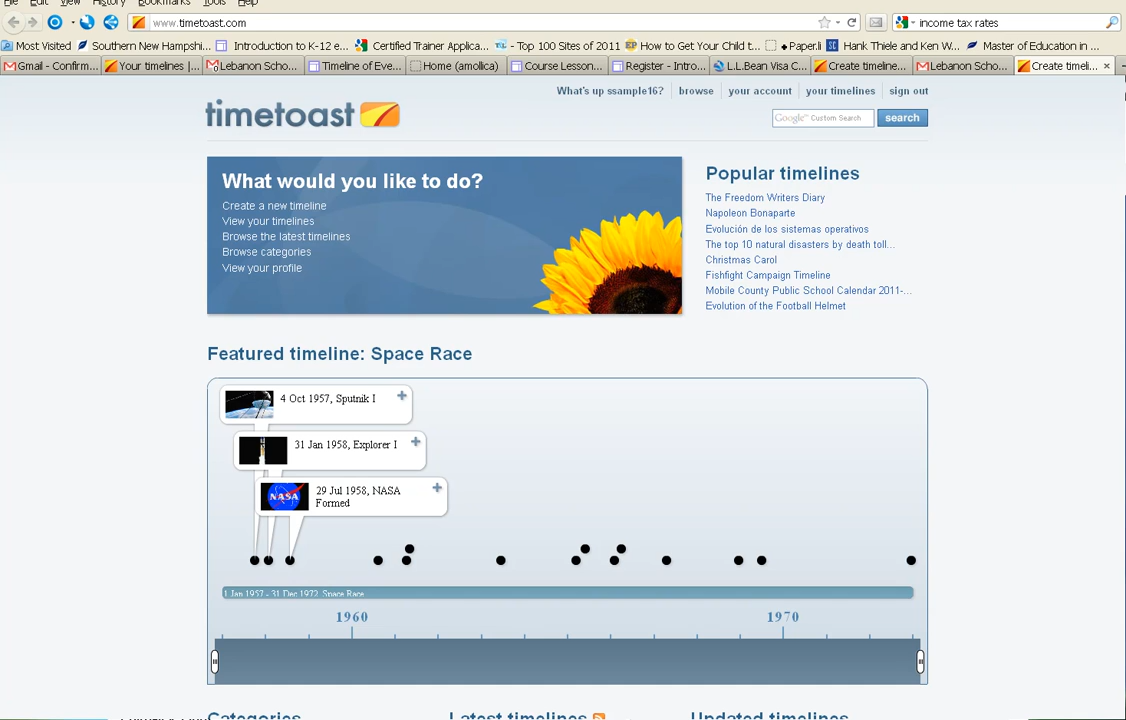 File Edit View History Bookmarks Tools Help
www.timetoast.com
income tax rates
Most Visited Southern New Hampshi... Introduction to K-12 e... Certified Trainer Applica... - Top 100 Sites of 2011 How to Get Your Child t... Paper.li Hank Thiele and Ken W... Master of Education in ...
Gmail - Confirm... Your timelines |... Lebanon Scho... Timeline of Eve... Home (amollica) Course Lesson... Register - Intro... L.L.Bean Visa C... Create timeline... Lebanon Scho... Create timeli... ×
What's up ssample16? browse your account your timelines sign out
timetoast
Google™ Custom Search search
What would you like to do?
Create a new timeline
View your timelines
Browse the latest timelines
Browse categories
View your profile
Popular timelines
The Freedom Writers Diary
Napoleon Bonaparte
Evolución de los sistemas operativos
The top 10 natural disasters by death toll...
Christmas Carol
Fishfight Campaign Timeline
Mobile County Public School Calendar 2011-...
Evolution of the Football Helmet
Featured timeline: Space Race
4 Oct 1957, Sputnik I
31 Jan 1958, Explorer I
NASA
29 Jul 1958, NASA
Formed
1 Jan 1957 - 31 Dec 1972, Space Race
1960 1970
Categories Latest timelines Updated timelines